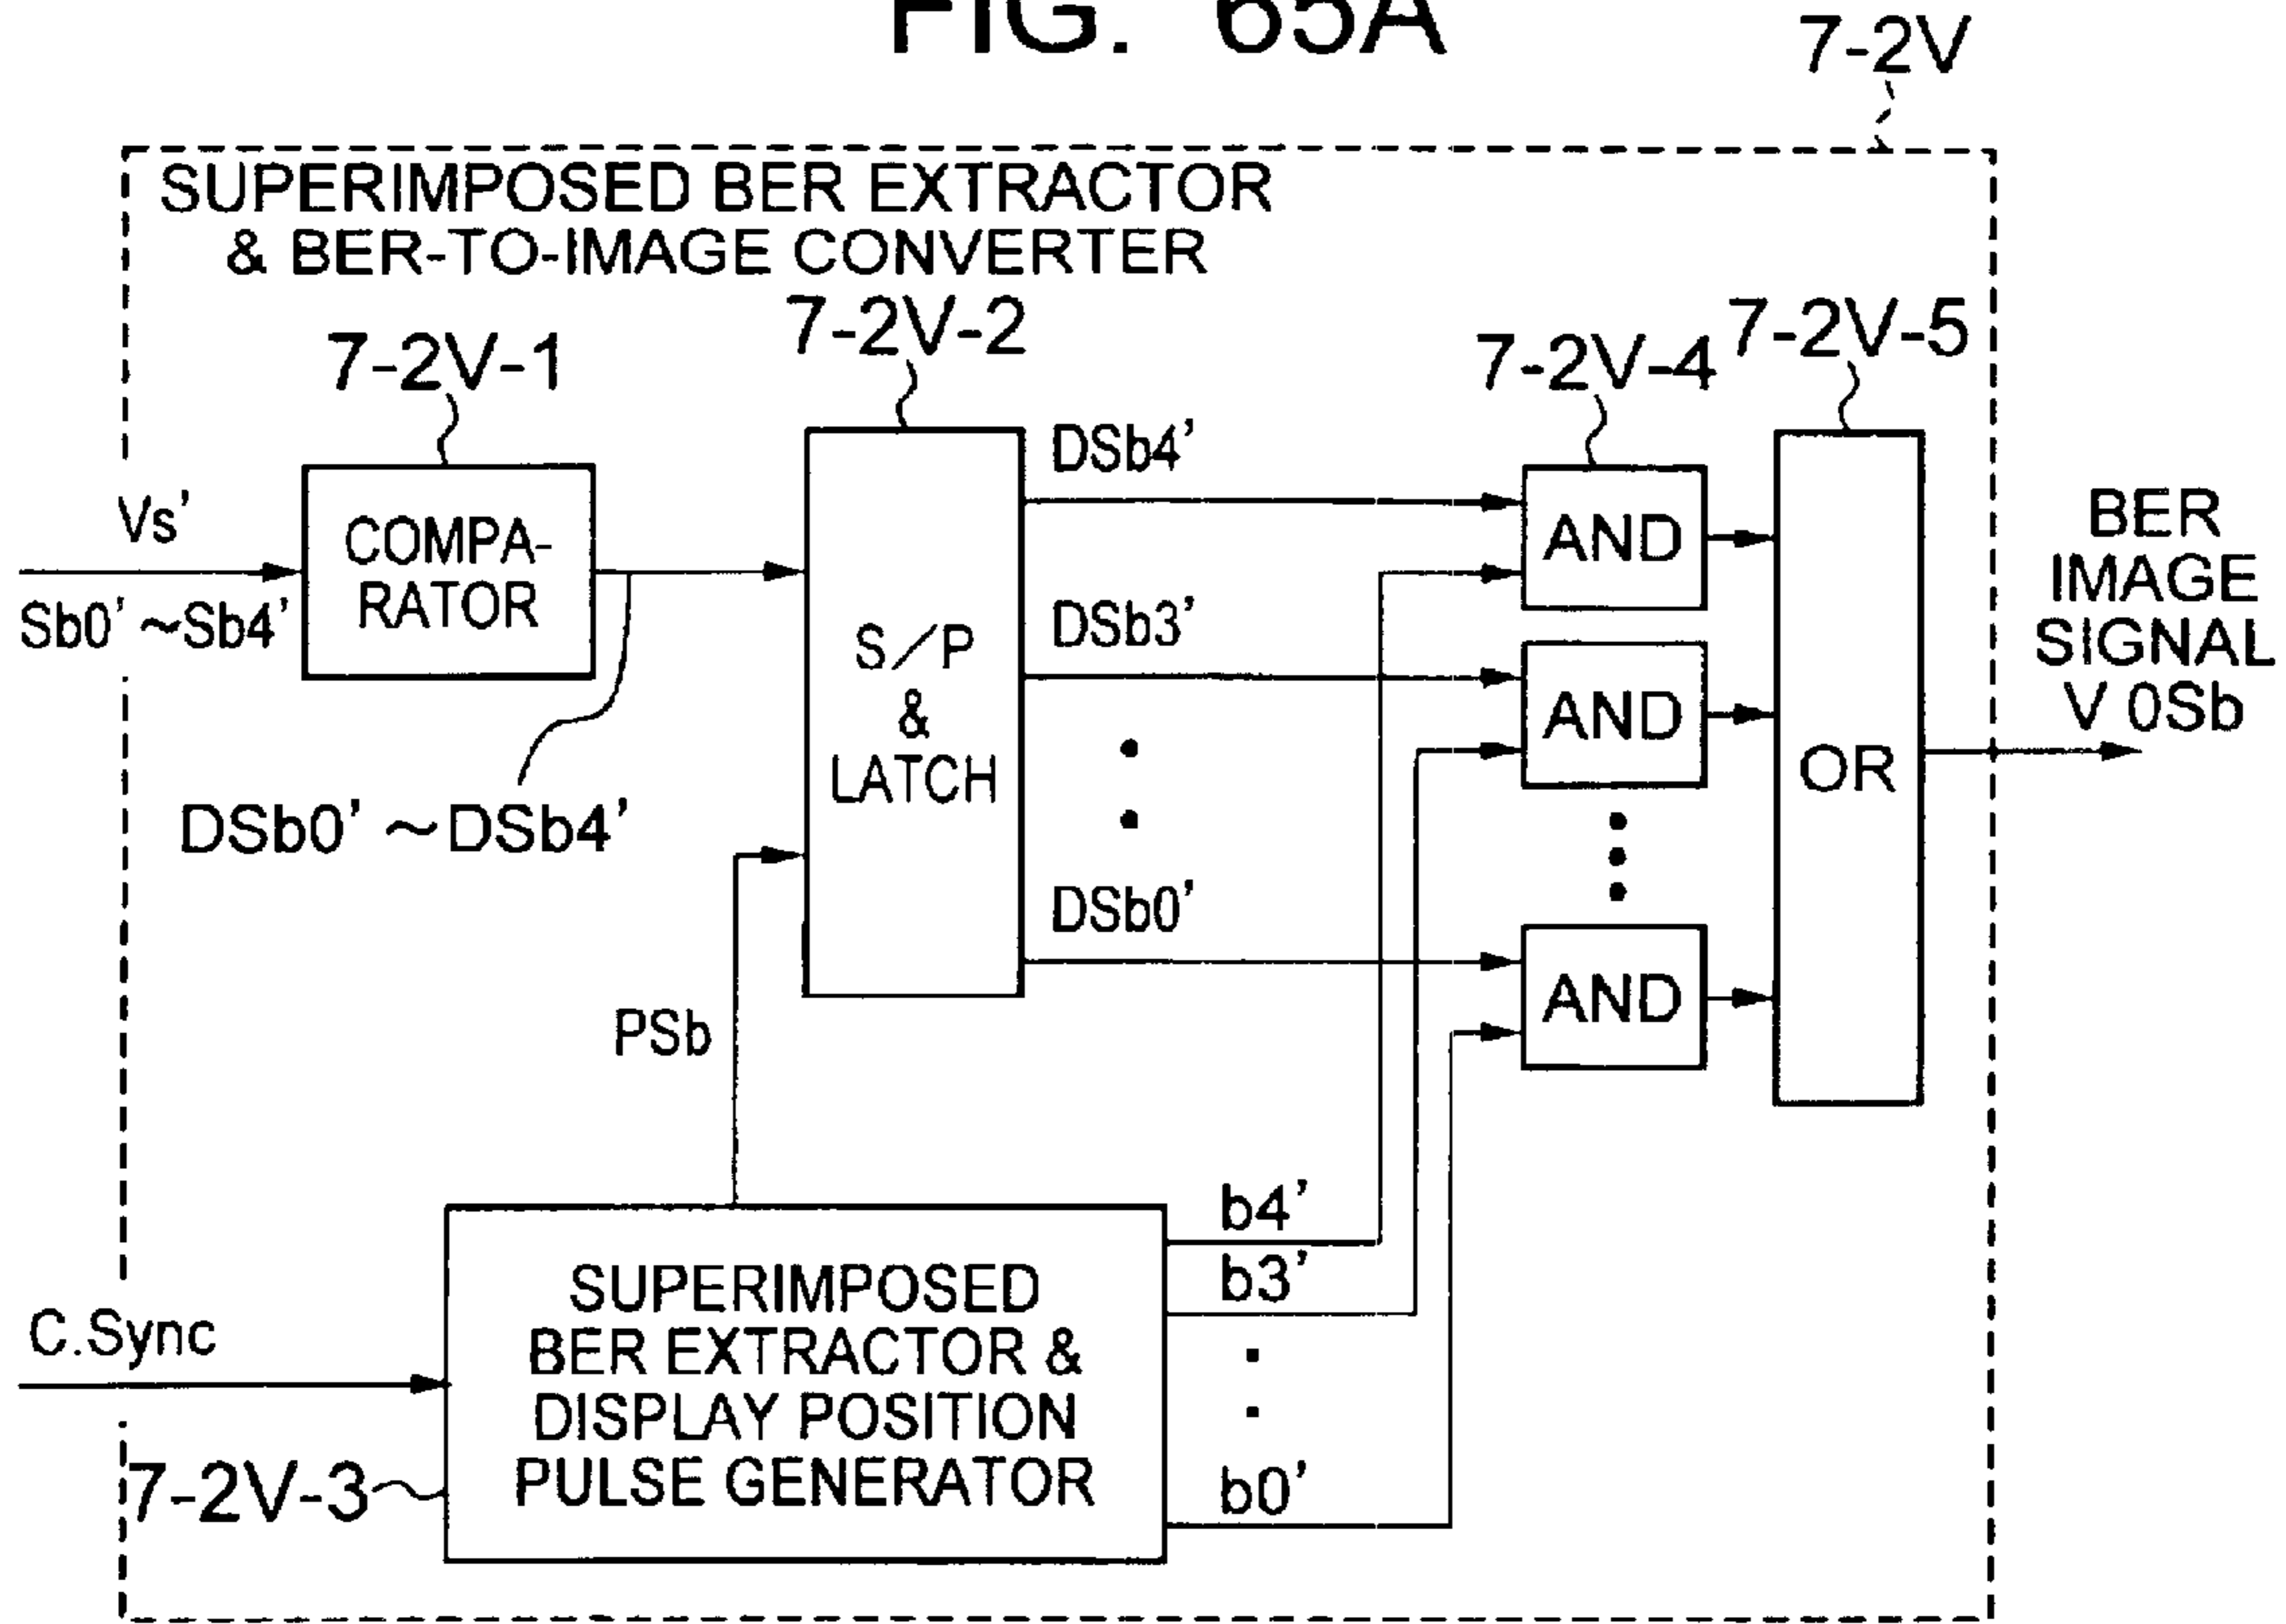 FIG. 65A
7-2V
SUPERIMPOSED BER EXTRACTOR
& BER-TO-IMAGE CONVERTER
7-2V-1
7-2V-2
7-2V-4
7-2V-5
Vs'
Sb0' ~Sb4'
COMPA-
RATOR
DSb0' ~DSb4'
S/P
&
LATCH
DSb4'
DSb3'
DSb0'
AND
AND
AND
OR
BER
IMAGE
SIGNAL
V 0Sb
PSb
C.Sync
7-2V-3
SUPERIMPOSED
BER EXTRACTOR &
DISPLAY POSITION
PULSE GENERATOR
b4'
b3'
b0'